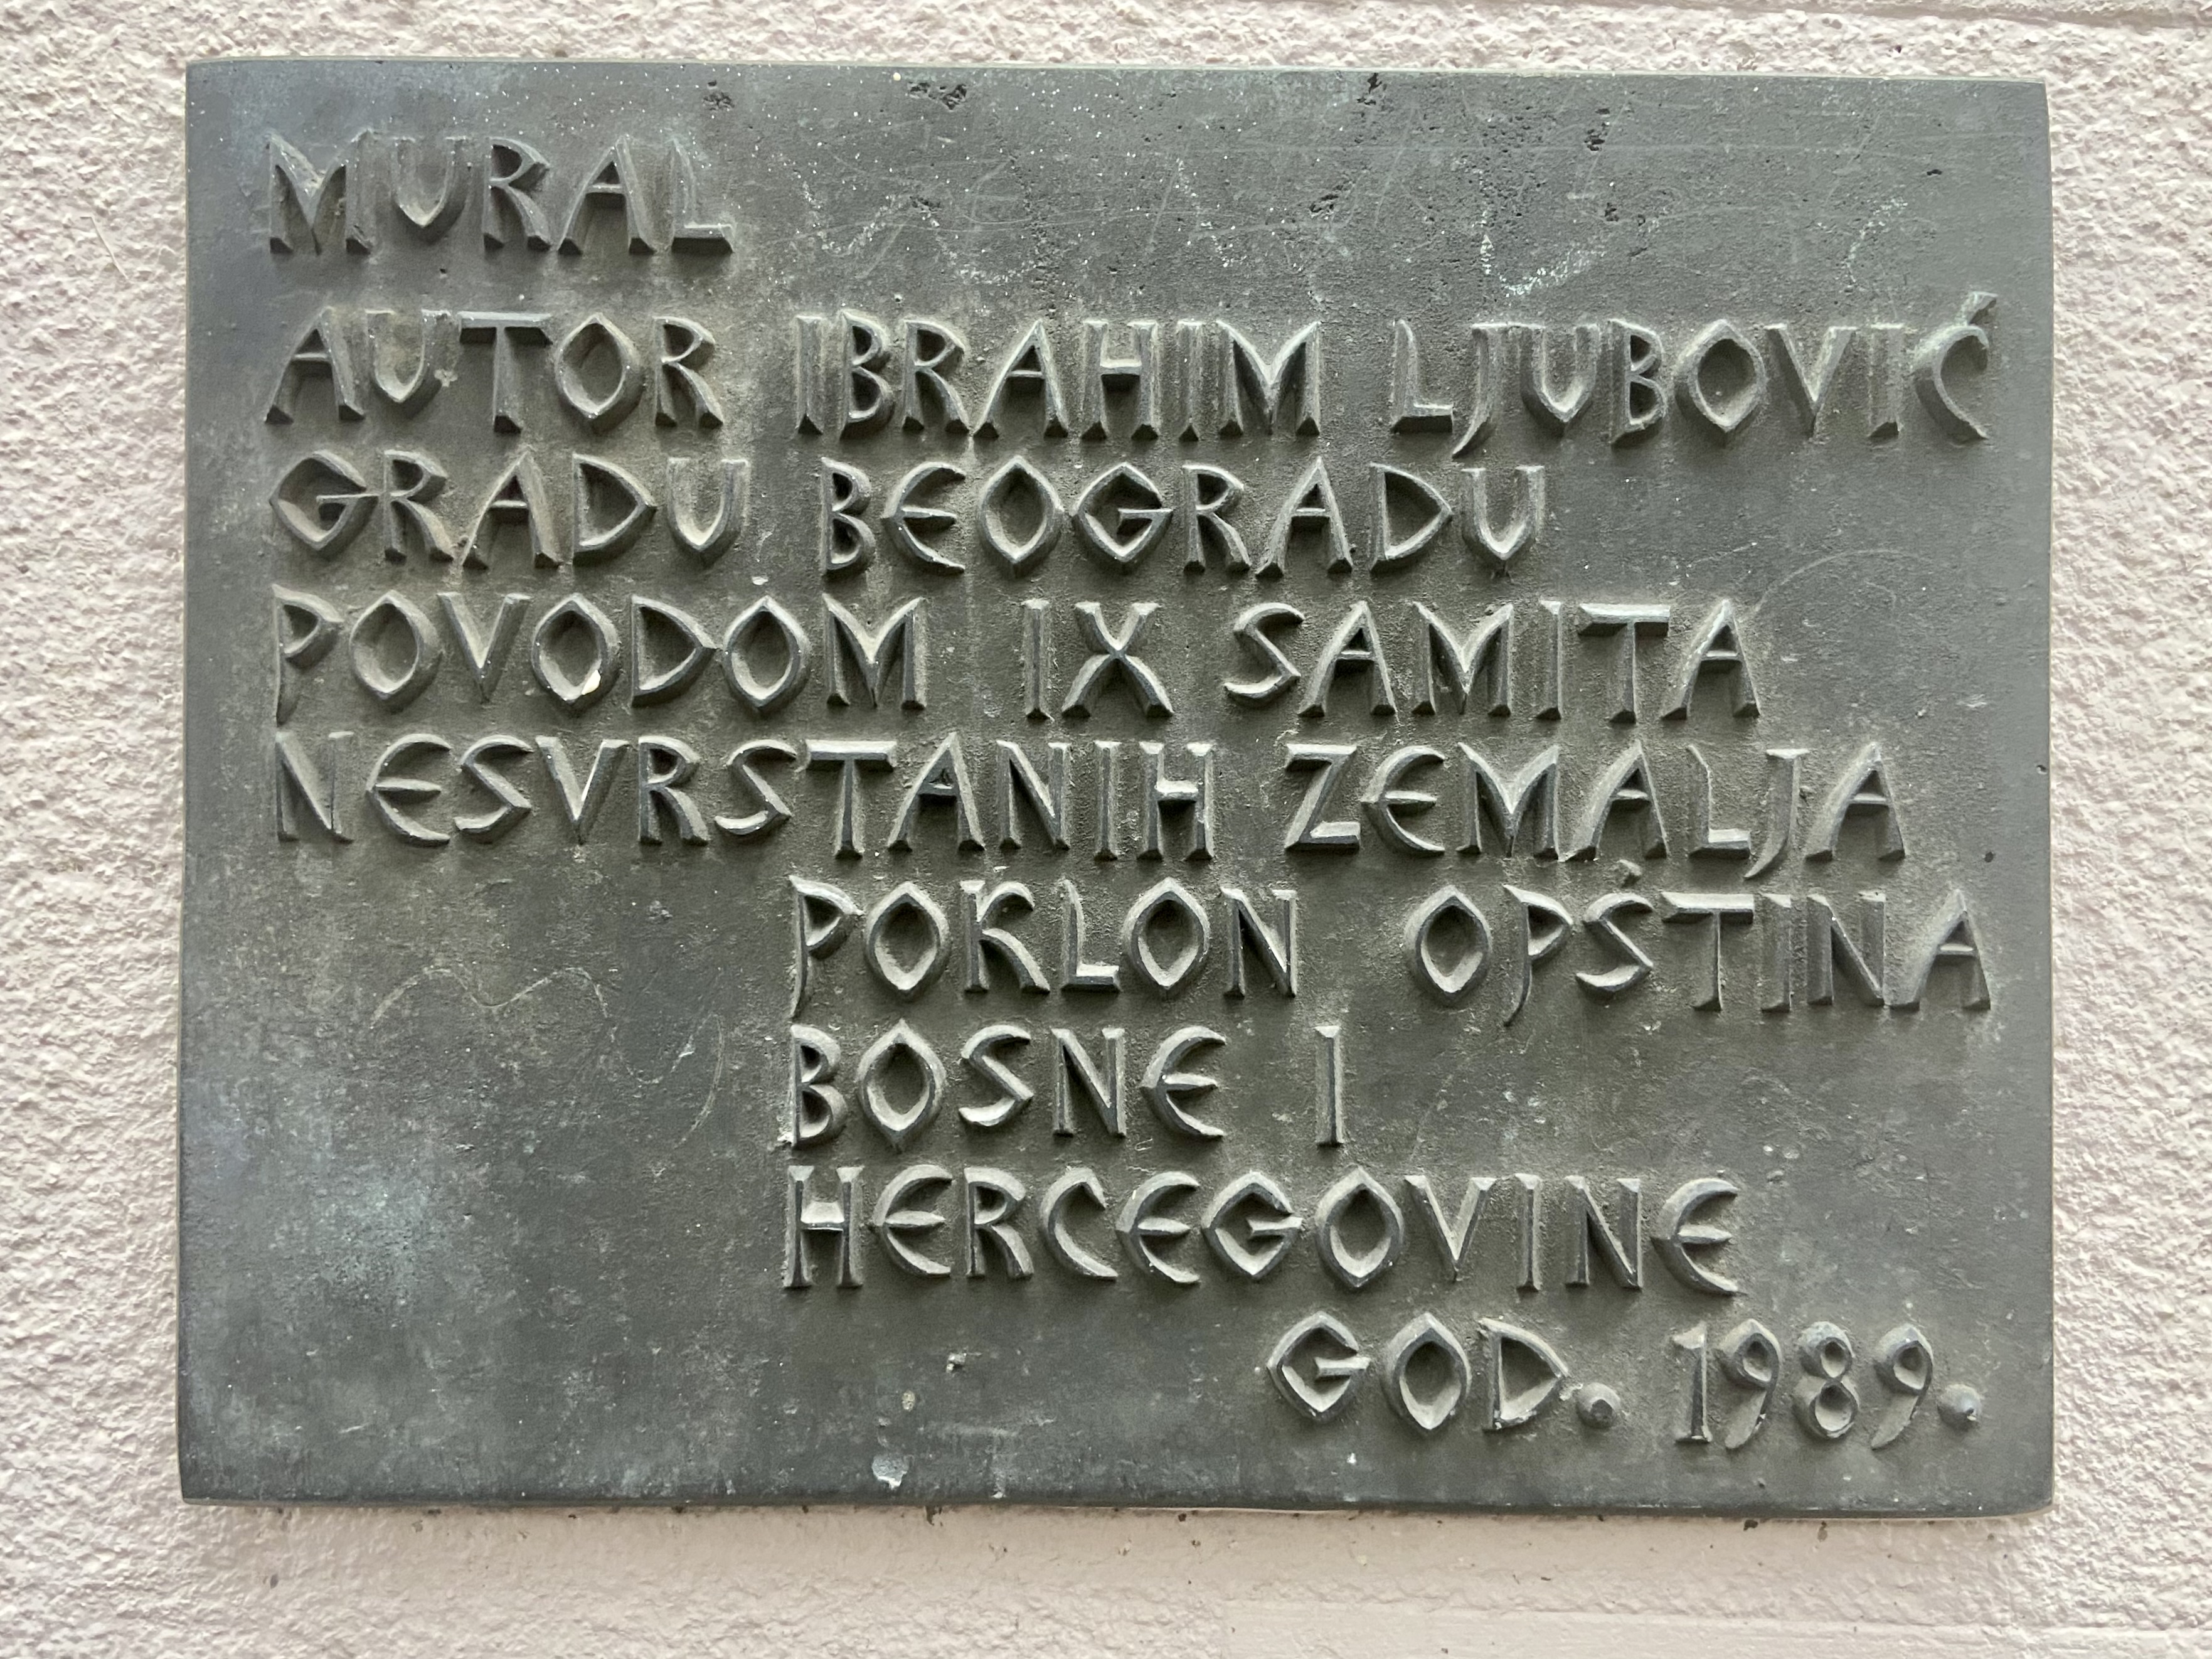 MURAL
AUTOR IBRAHIM LJUBOVIĆ
GRADU BEOGRADU
POVODOM IX SAMITA
NESVRSTANIH ZEMALJA
POKLON OPŠTINA
BOSNE I
HERCEGOVINE
GOD. 1989.